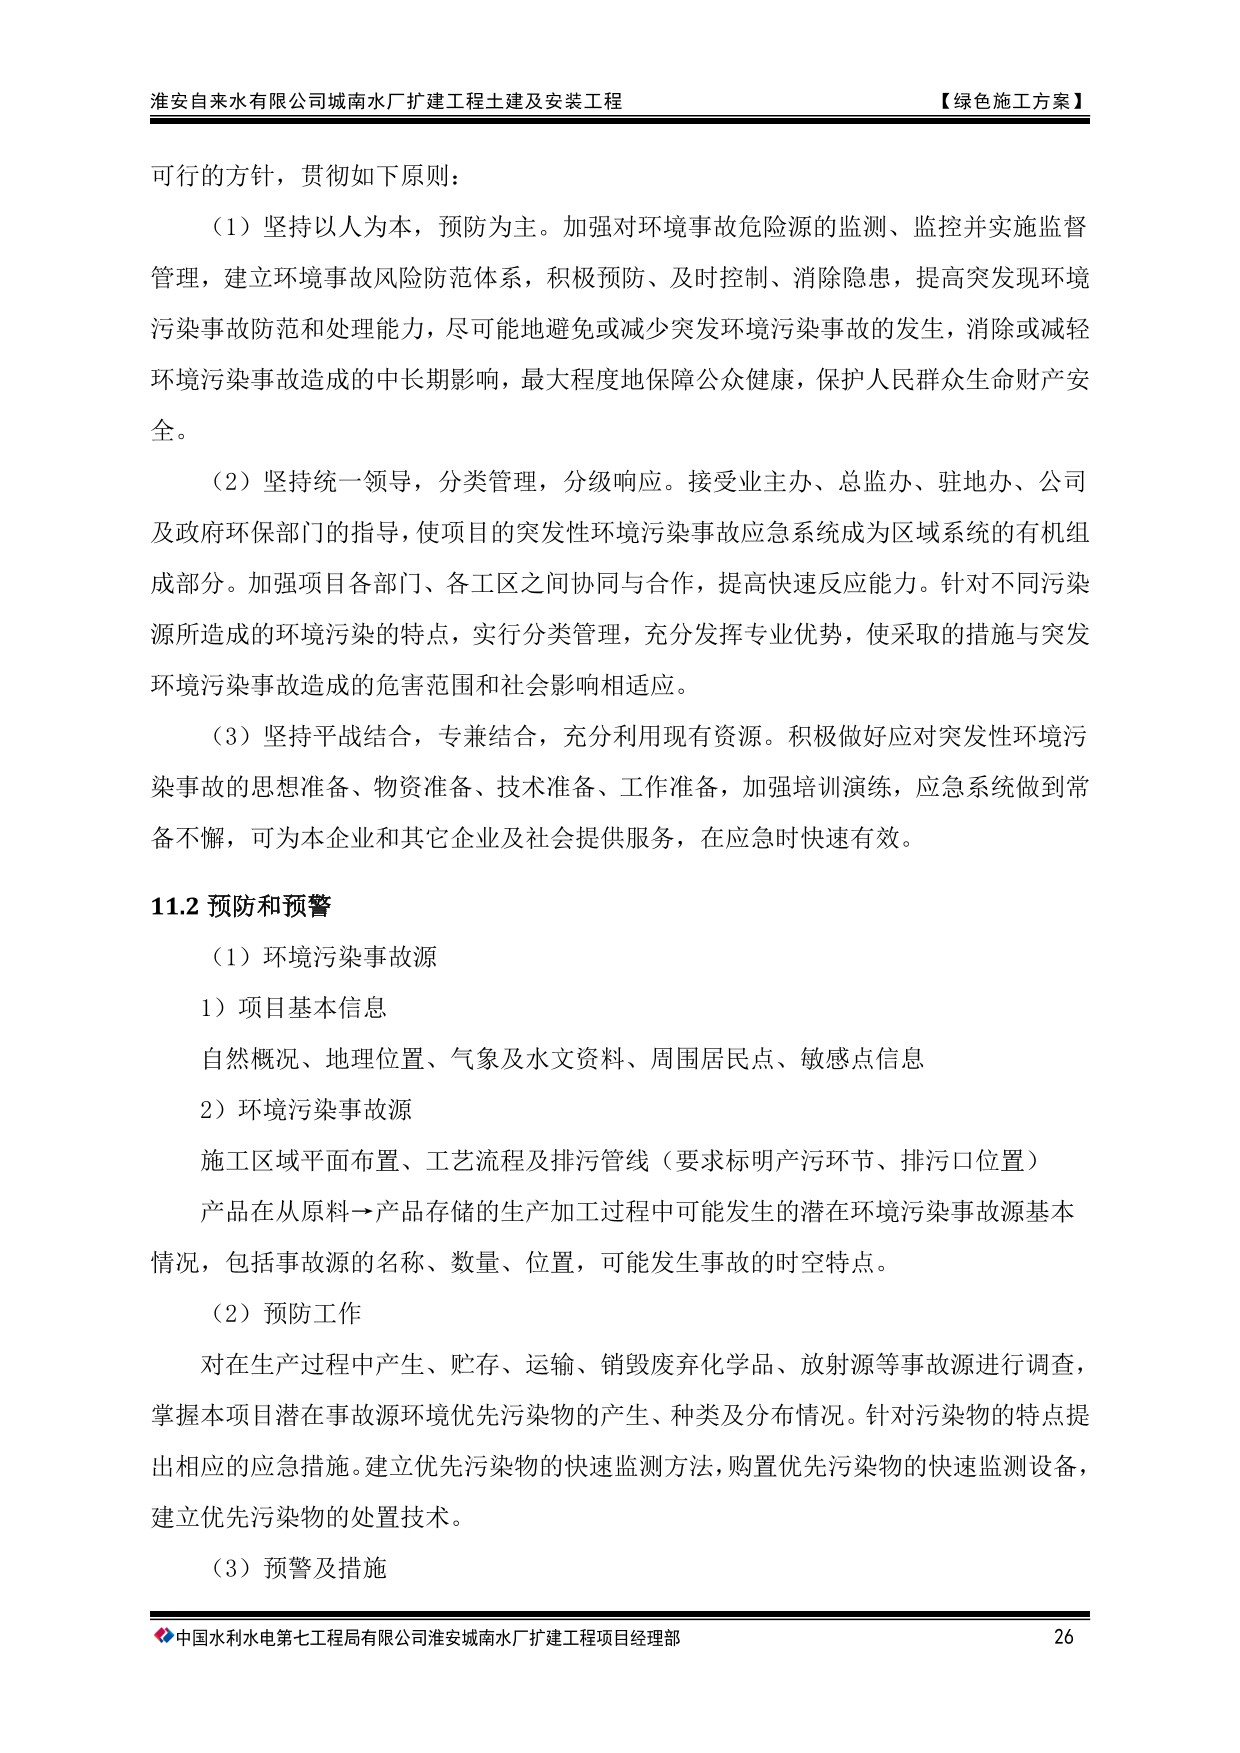 淮安自来水有限公司城南水厂扩建工程土建及安装工程 【绿色施工方案】
可行的方针，贯彻如下原则：
（1）坚持以人为本，预防为主。加强对环境事故危险源的监测、监控并实施监督
管理，建立环境事故风险防范体系，积极预防、及时控制、消除隐患，提高突发现环境
污染事故防范和处理能力，尽可能地避免或减少突发环境污染事故的发生，消除或减轻
环境污染事故造成的中长期影响，最大程度地保障公众健康，保护人民群众生命财产安
全。
（2）坚持统一领导，分类管理，分级响应。接受业主办、总监办、驻地办、公司
及政府环保部门的指导，使项目的突发性环境污染事故应急系统成为区域系统的有机组
成部分。加强项目各部门、各工区之间协同与合作，提高快速反应能力。针对不同污染
源所造成的环境污染的特点，实行分类管理，充分发挥专业优势，使采取的措施与突发
环境污染事故造成的危害范围和社会影响相适应。
（3）坚持平战结合，专兼结合，充分利用现有资源。积极做好应对突发性环境污
染事故的思想准备、物资准备、技术准备、工作准备，加强培训演练，应急系统做到常
备不懈，可为本企业和其它企业及社会提供服务，在应急时快速有效。
11.2 预防和预警
（1）环境污染事故源
1）项目基本信息
自然概况、地理位置、气象及水文资料、周围居民点、敏感点信息
2）环境污染事故源
施工区域平面布置、工艺流程及排污管线（要求标明产污环节、排污口位置）
产品在从原料→产品存储的生产加工过程中可能发生的潜在环境污染事故源基本
情况，包括事故源的名称、数量、位置，可能发生事故的时空特点。
（2）预防工作
对在生产过程中产生、贮存、运输、销毁废弃化学品、放射源等事故源进行调查，
掌握本项目潜在事故源环境优先污染物的产生、种类及分布情况。针对污染物的特点提
出相应的应急措施。建立优先污染物的快速监测方法，购置优先污染物的快速监测设备，
建立优先污染物的处置技术。
（3）预警及措施
中国水利水电第七工程局有限公司淮安城南水厂扩建工程项目经理部 26